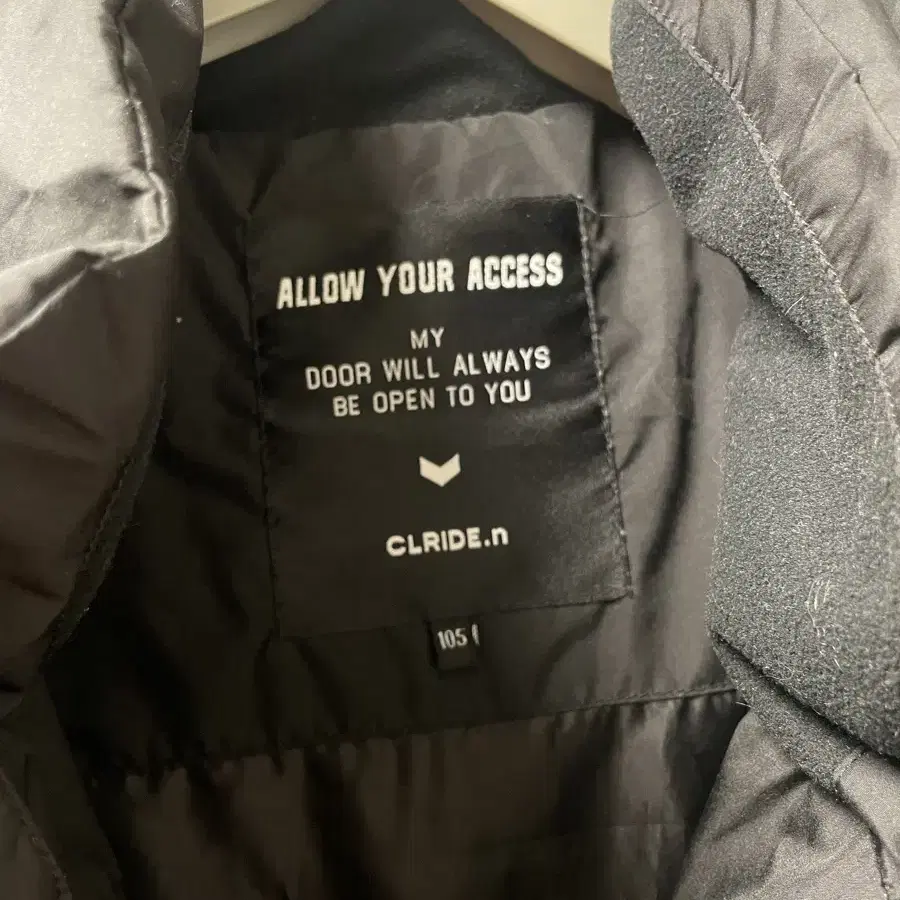 ALLOW YOUR ACCESS
MY
DOOR WILL ALWAYS
BE OPEN TO YOU
CLRIDE.n
105